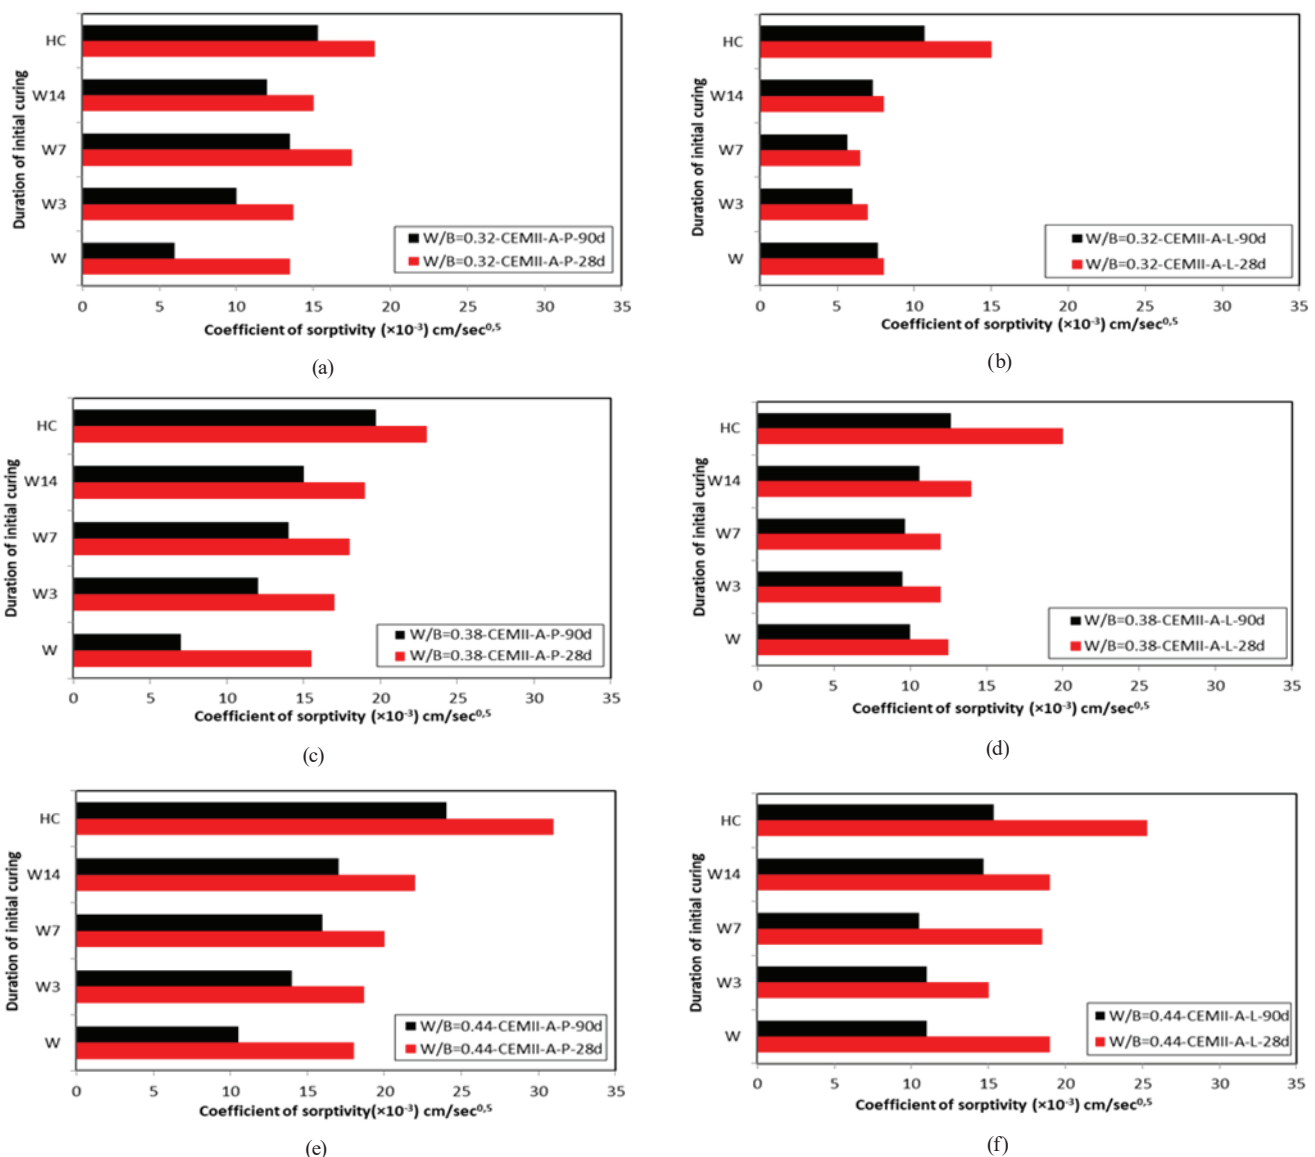 Duration of initial curing
HC
W14
W7
W3
W
W/B=0.32-CEMII-A-P-90d
W/B=0.32-CEMII-A-P-28d
0 5 10 15 20 25 30 35
Coefficient of sorptivity (×10⁻³) cm/sec⁰,⁵
(a)
Duration of initial curing
HC
W14
W7
W3
W
W/B=0.32-CEMII-A-L-90d
W/B=0.32-CEMII-A-L-28d
0 5 10 15 20 25 30 35
Coefficient of sorptivity (×10⁻³) cm/sec⁰,⁵
(b)
Duration of initial curing
HC
W14
W7
W3
W
W/B=0.38-CEMII-A-P-90d
W/B=0.38-CEMII-A-P-28d
0 5 10 15 20 25 30 35
Coefficient of sorptivity (×10⁻³) cm/sec⁰,⁵
(c)
Duration of initial curing
HC
W14
W7
W3
W
W/B=0.38-CEMII-A-L-90d
W/B=0.38-CEMII-A-L-28d
0 5 10 15 20 25 30 35
Coefficient of sorptivity (×10⁻³) cm/sec⁰,⁵
(d)
Duration of initial curing
HC
W14
W7
W3
W
W/B=0.44-CEMII-A-P-90d
W/B=0.44-CEMII-A-P-28d
0 5 10 15 20 25 30 35
Coefficient of sorptivity(×10⁻³) cm/sec⁰,⁵
(e)
Duration of initial curing
HC
W14
W7
W3
W
W/B=0.44-CEMII-A-L-90d
W/B=0.44-CEMII-A-L-28d
0 5 10 15 20 25 30 35
Coefficient of sorptivity (×10⁻³) cm/sec⁰,⁵
(f)